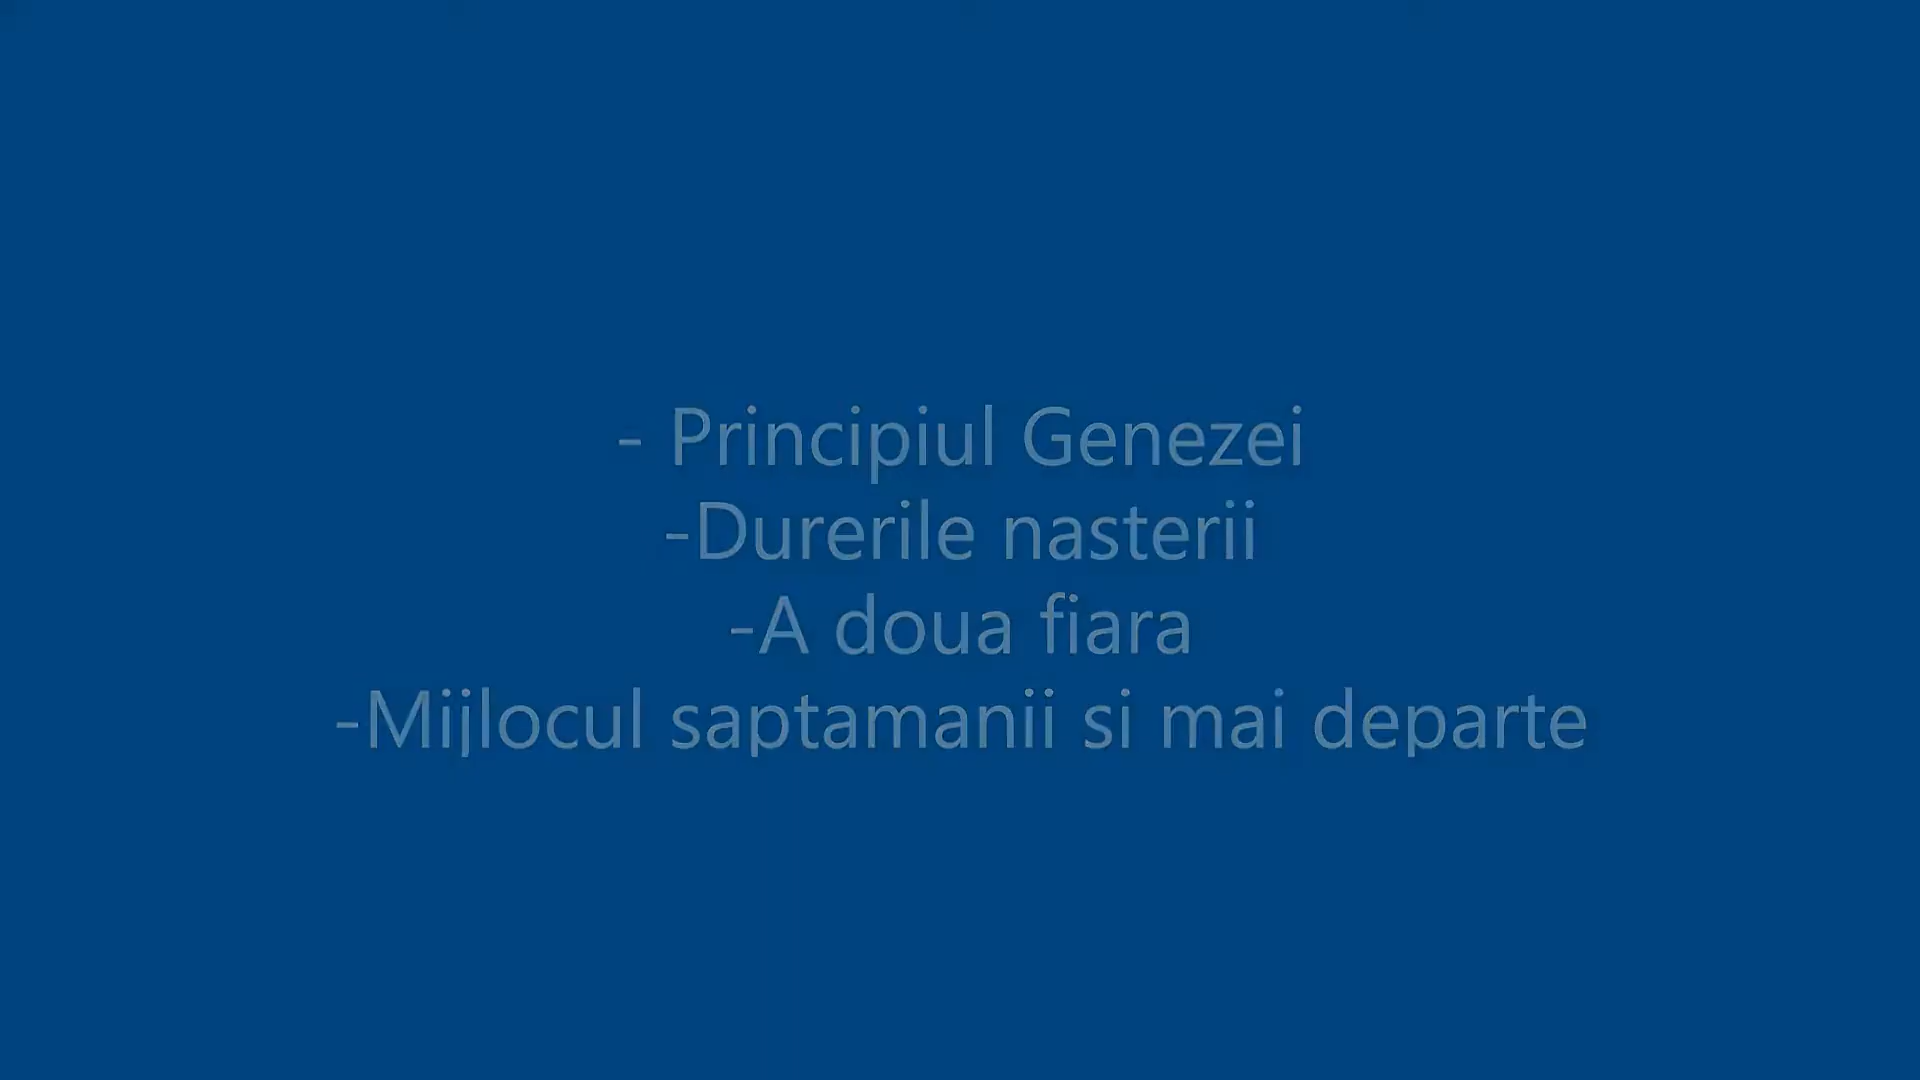 - Principiul Genezei
-Durerile nasterii
-A doua fiara
-Mijlocul saptamanii si mai departe